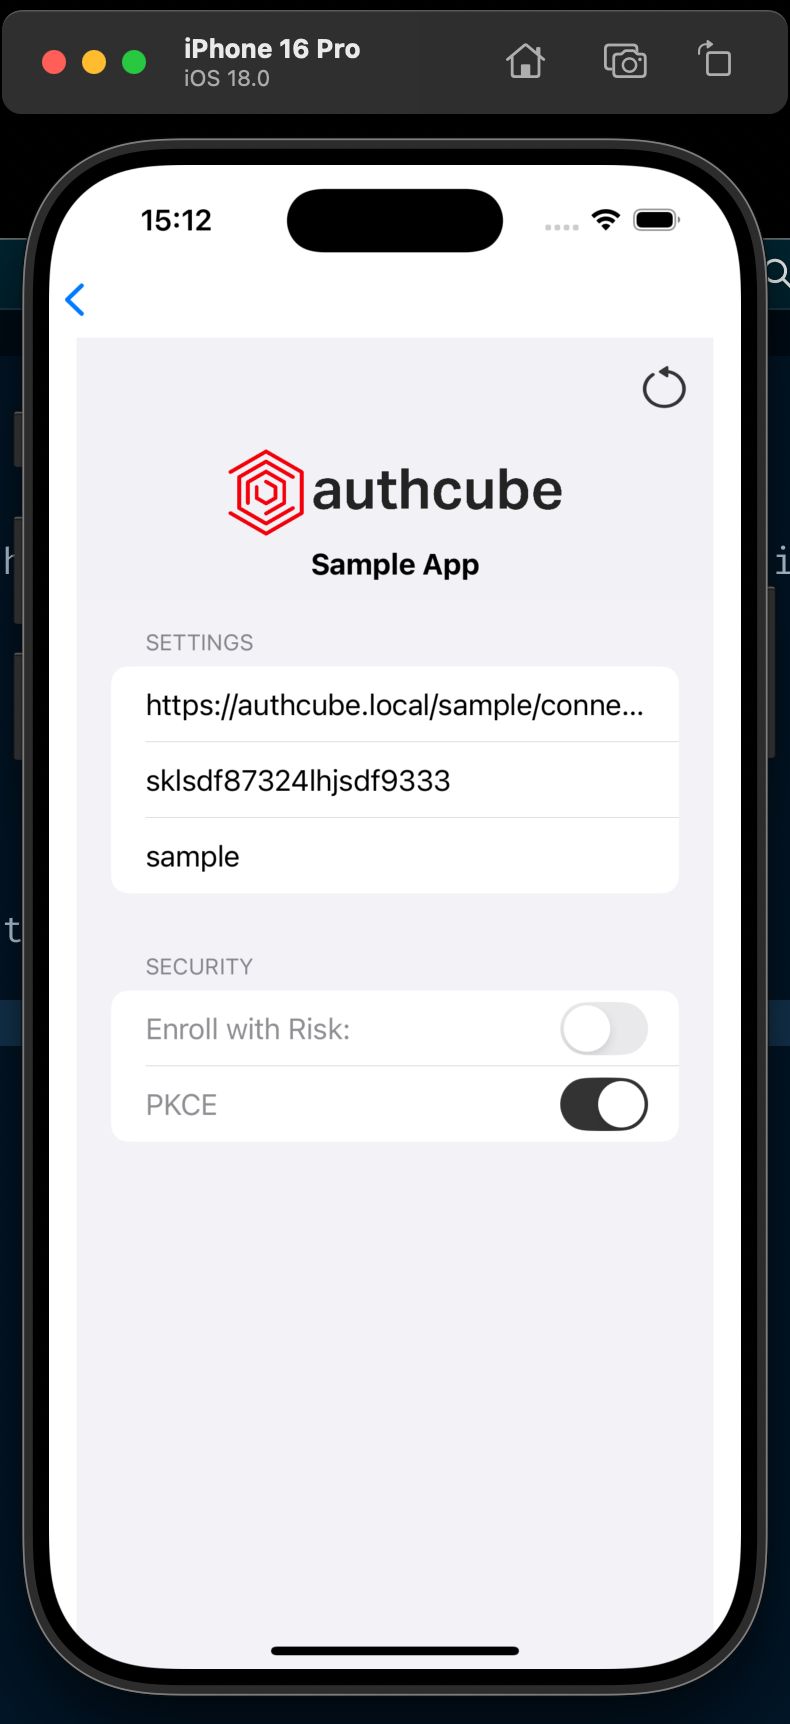 iPhone 16 Pro
iOS 18.0
15:12
authcube
Sample App
SETTINGS
https://authcube.local/sample/conne...
sklsdf87324lhjsdf9333
sample
SECURITY
Enroll with Risk:
PKCE